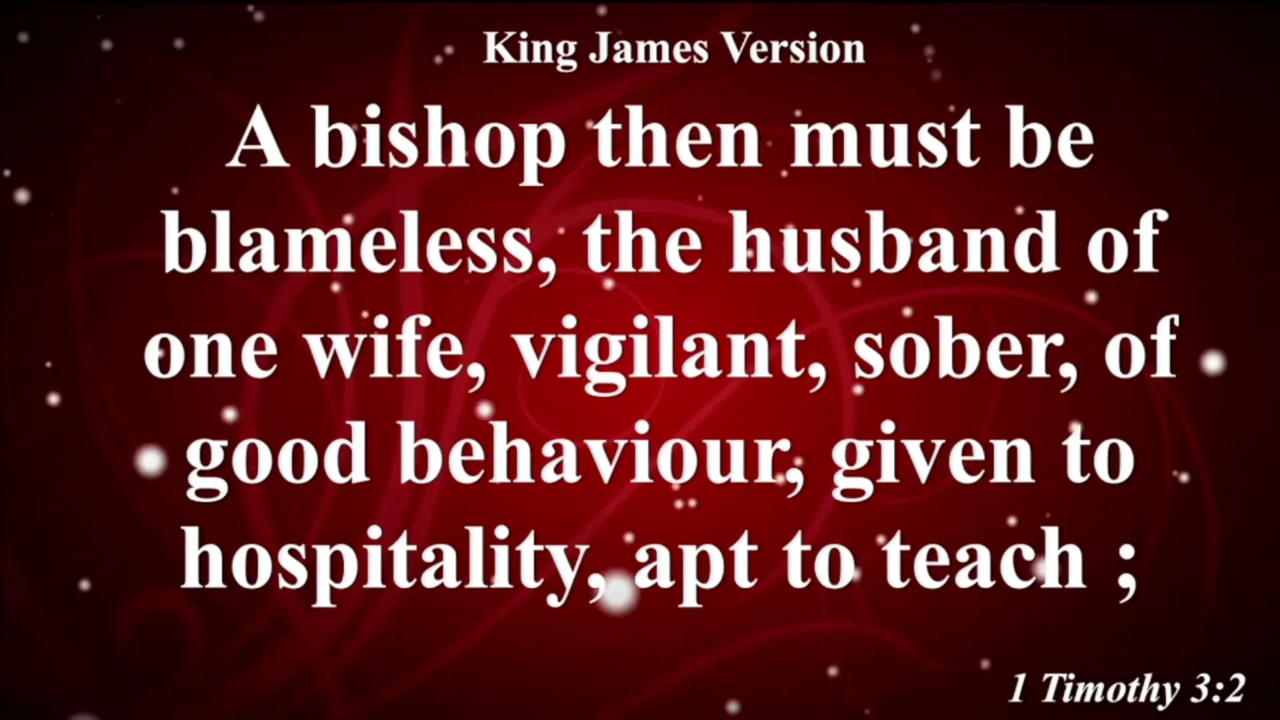 King James Version
A bishop then must be
blameless, the husband of
one wife, vigilant, sober, of
good behaviour, given to
hospitality, apt to teach ;
1 Timothy 3:2